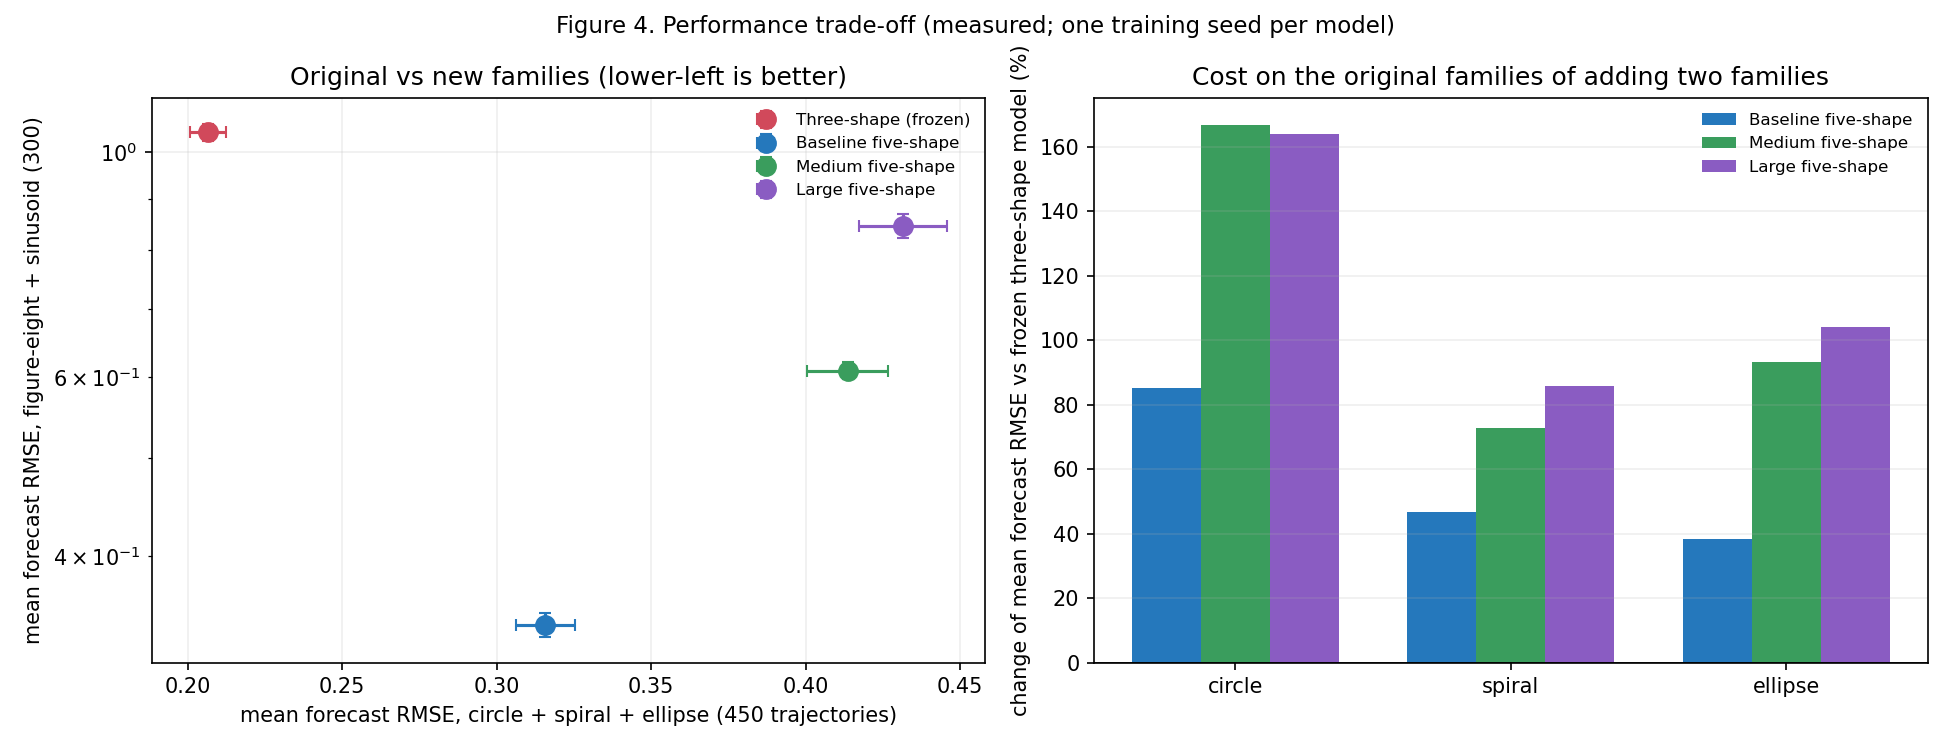 Figure 4. Performance trade-off (measured; one training seed per model)
Original vs new families (lower-left is better)
mean forecast RMSE, figure-eight + sinusoid (300)
10⁰
6 × 10⁻¹
4 × 10⁻¹
Three-shape (frozen)
Baseline five-shape
Medium five-shape
Large five-shape
0.20 0.25 0.30 0.35 0.40 0.45
mean forecast RMSE, circle + spiral + ellipse (450 trajectories)
Cost on the original families of adding two families
change of mean forecast RMSE vs frozen three-shape model (%)
160
140
120
100
80
60
40
20
0
Baseline five-shape
Medium five-shape
Large five-shape
circle spiral ellipse